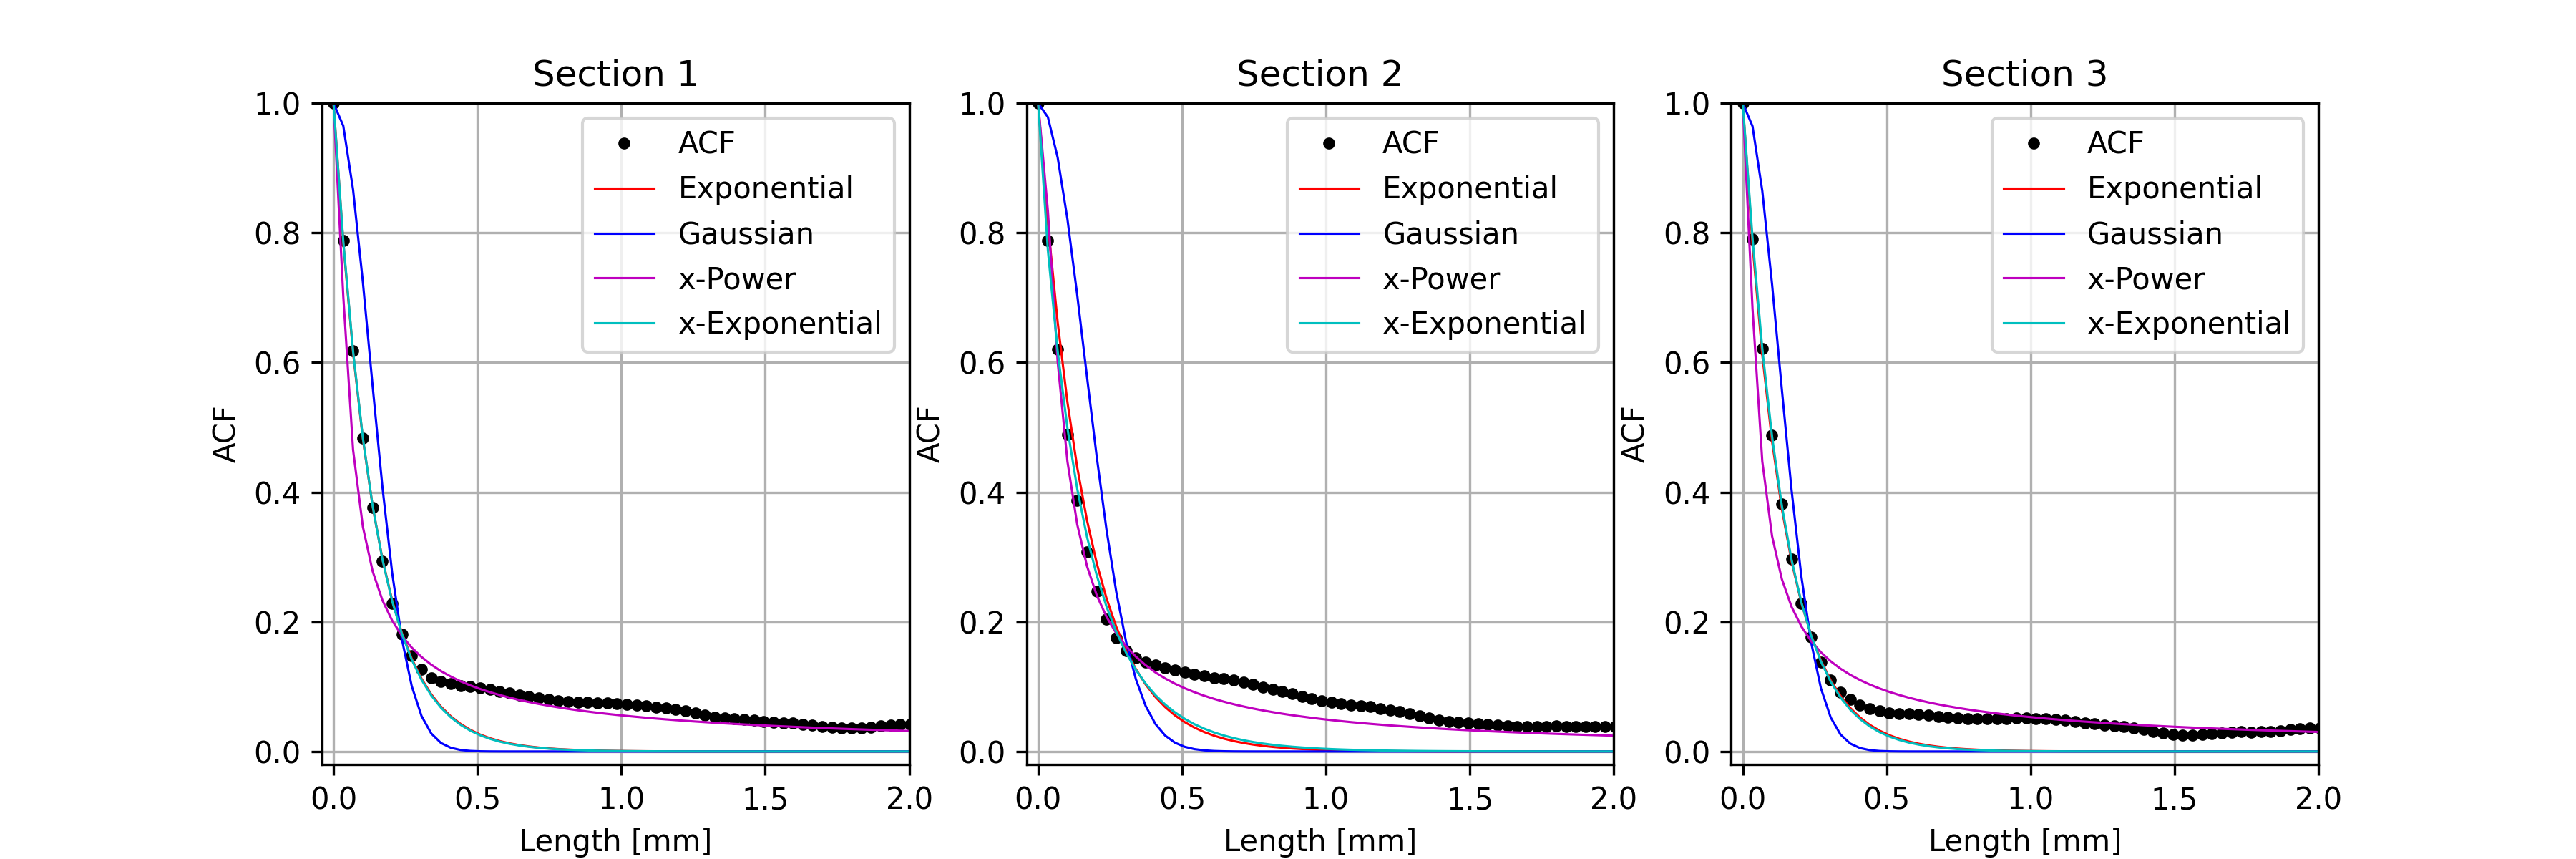 Section 1
1.0
0.8
0.6
0.4
0.2
0.0
ACF
ACF
Exponential
Gaussian
x-Power
x-Exponential
0.0 0.5 1.0 1.5 2.0
Length [mm]
Section 2
1.0
0.8
0.6
0.4
0.2
0.0
ACF
ACF
Exponential
Gaussian
x-Power
x-Exponential
0.0 0.5 1.0 1.5 2.0
Length [mm]
Section 3
1.0
0.8
0.6
0.4
0.2
0.0
ACF
ACF
Exponential
Gaussian
x-Power
x-Exponential
0.0 0.5 1.0 1.5 2.0
Length [mm]